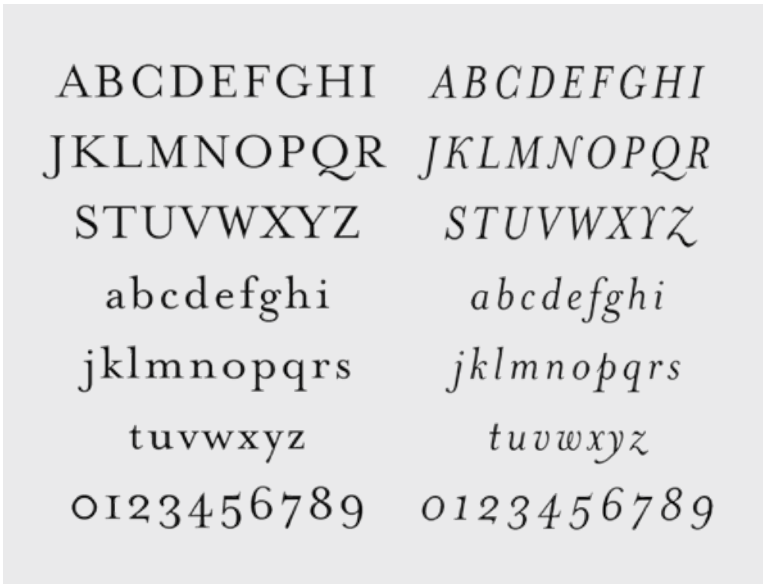 ABCDEFGHI ABCDEFGHI
JKLMNOPQR JKLMNOPQR
STUVWXYZ STUVWXYZ
abcdefghi abcdefghi
jklmnopqrs jklmnopqrs
tuvwxyz tuvwxyz
0123456789 0123456789